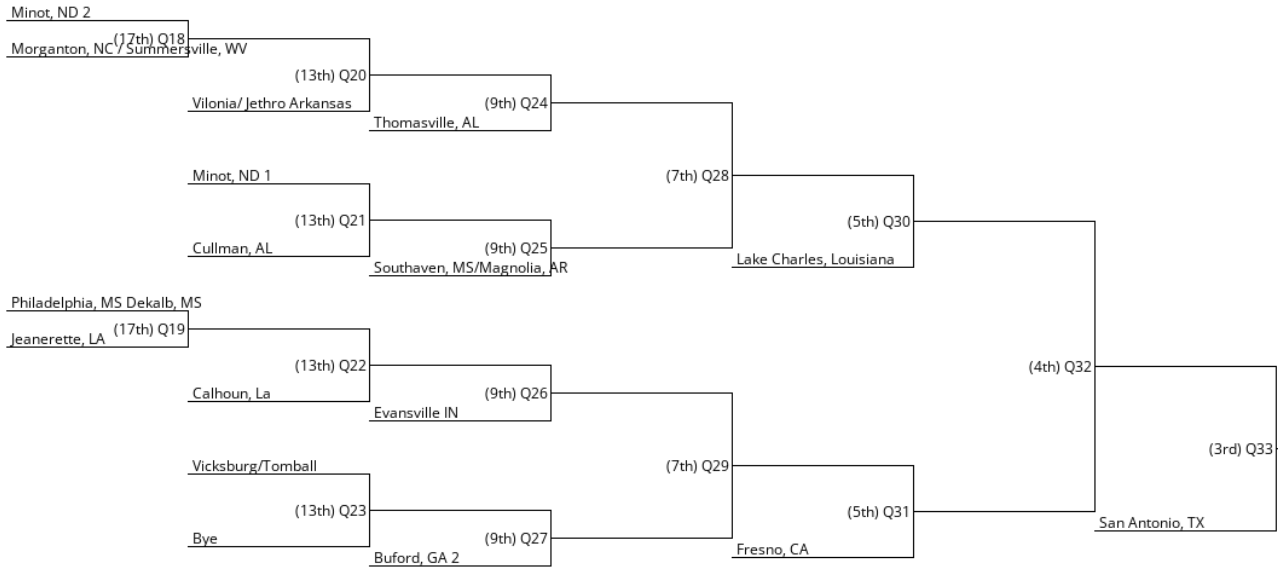 Minot, ND 2
(17th) Q18
Morganton, NC / Summersville, WV
(13th) Q20
Vilonia/ Jethro Arkansas
(9th) Q24
Thomasville, AL
Minot, ND 1
(7th) Q28
(13th) Q21
(5th) Q30
Cullman, AL
(9th) Q25
Lake Charles, Louisiana
Southaven, MS/Magnolia, AR
Philadelphia, MS Dekalb, MS
(17th) Q19
Jeanerette, LA
(13th) Q22
(4th) Q32
Calhoun, La
(9th) Q26
Evansville IN
(3rd) Q33
Vicksburg/Tomball
(7th) Q29
(13th) Q23
(5th) Q31
San Antonio, TX
Bye
(9th) Q27
Fresno, CA
Buford, GA 2